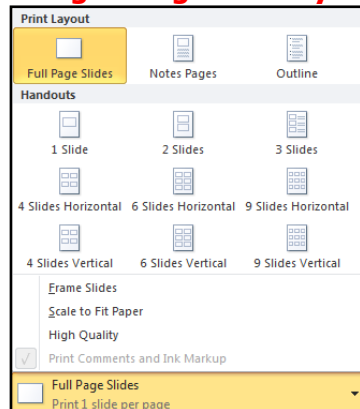 Print Layout
Full Page Slides Notes Pages Outline
Handouts
1 Slide 2 Slides 3 Slides
4 Slides Horizontal 6 Slides Horizontal 9 Slides Horizontal
4 Slides Vertical 6 Slides Vertical 9 Slides Vertical
Frame Slides
Scale to Fit Paper
High Quality
Print Comments and Ink Markup
Full Page Slides
Print 1 slide per page